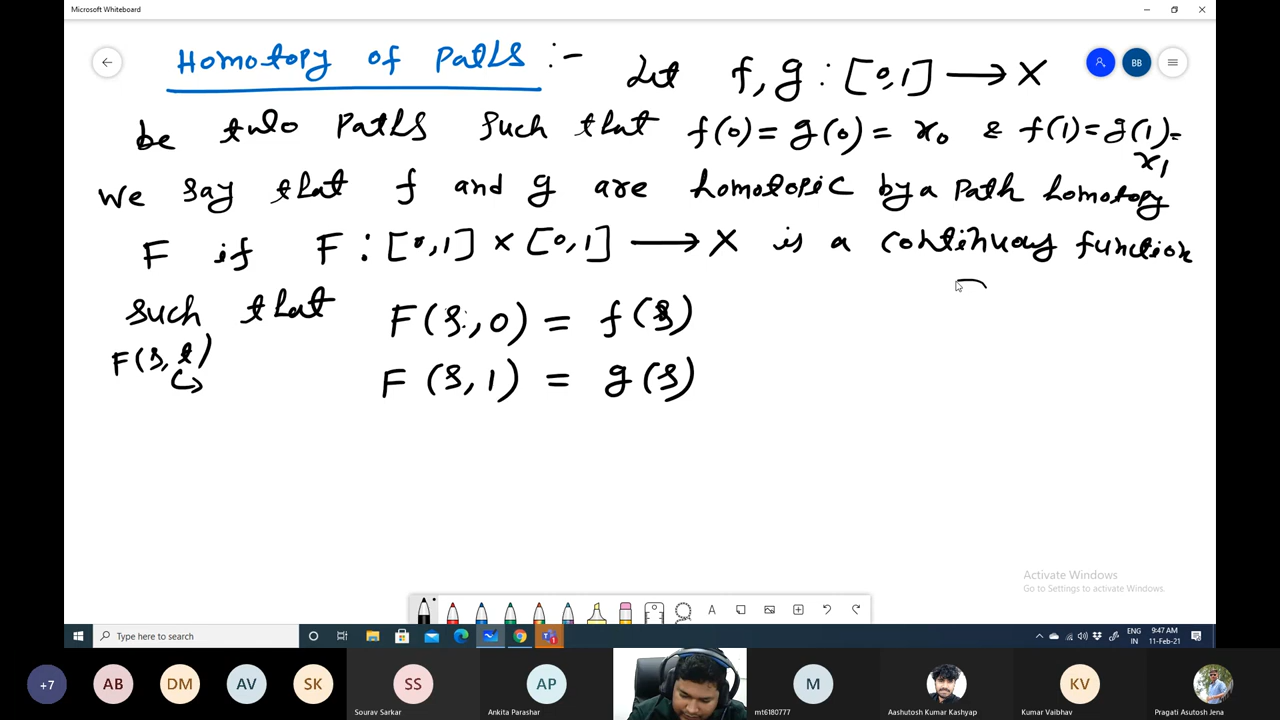 Microsoft Whiteboard
Homotopy of Paths :- Let f, g : [0,1] ⟶ X
BB
be two Paths such that f(0) = g(0) = x₀ & f(1) = g(1) =
x₁
We say that f and g are homotopic by a Path homotopy
F if F : [0,1] × [0,1] ⟶ X is a continuous function
such that F(s, 0) = f(s)
F(s, t)
F(s, 1) = g(s)
Activate Windows
Go to Settings to activate Windows.
Type here to search
ENG
IN
9:47 AM
11-Feb-21
+7 AB DM AV SK SS AP M KV
Sourav Sarkar Ankita Parashar mt6180777 Aashutosh Kumar Kashyap Kumar Vaibhav Pragati Asutosh Jena